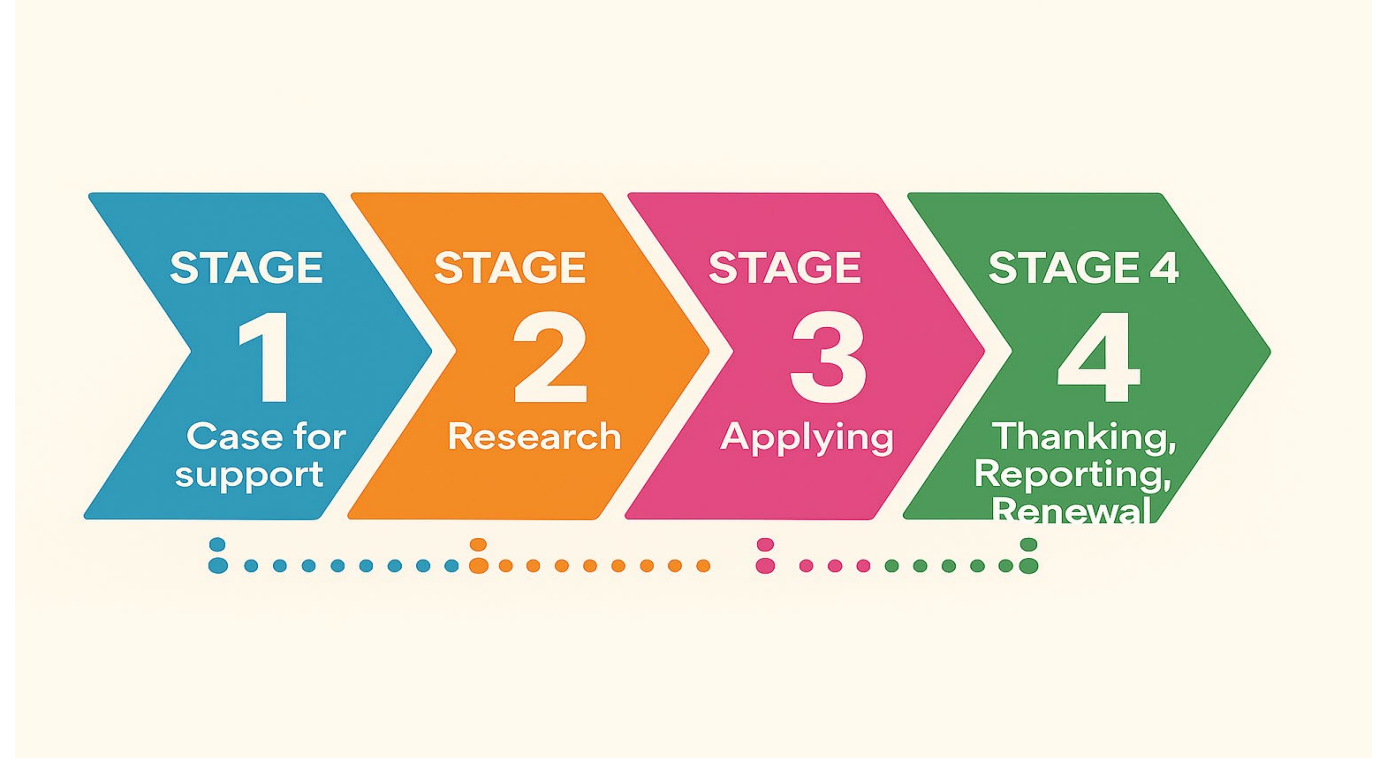 STAGE
1
Case for
support
STAGE
2
Research
STAGE
3
Applying
STAGE 4
4
Thanking,
Reporting,
Renewal